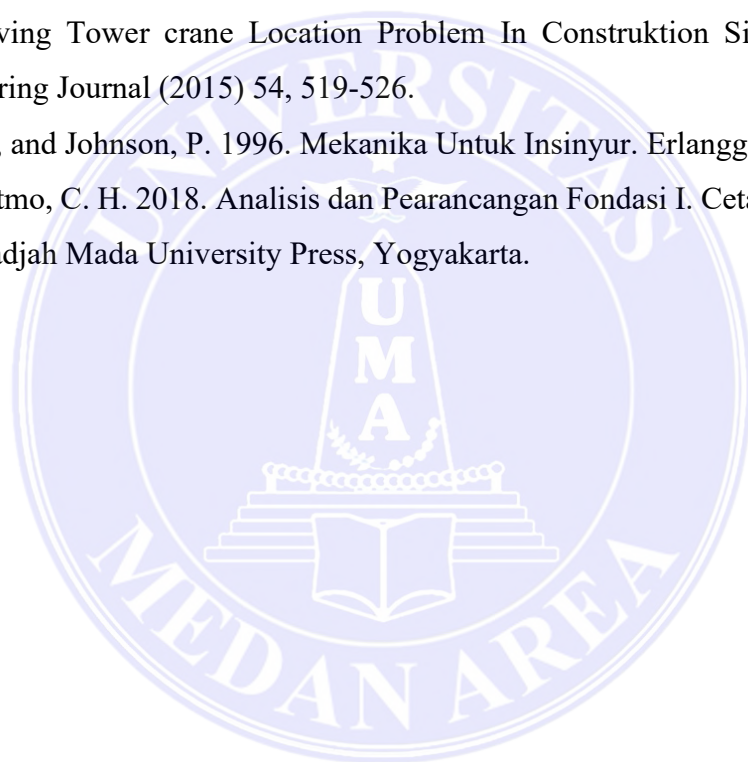 ving Tower crane Location Problem In Construktion Si
ring Journal (2015) 54, 519-526.
, and Johnson, P. 1996. Mekanika Untuk Insinyur. Erlangg
tmo, C. H. 2018. Analisis dan Pearancangan Fondasi I. Ceta
adjah Mada University Press, Yogyakarta.
UNIVERSITAS
U
M
A
MEDAN AREA